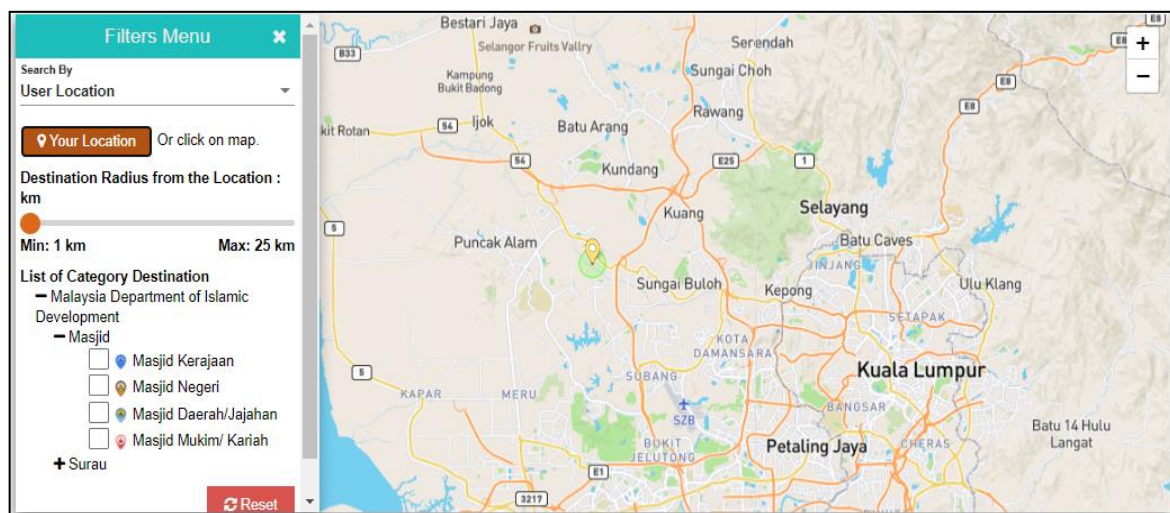 Filters Menu ×
Search By
User Location
Your Location Or click on map.
Destination Radius from the Location :
km
Min: 1 km Max: 25 km
List of Category Destination
Malaysia Department of Islamic
Development
Masjid
Masjid Kerajaan
Masjid Negeri
Masjid Daerah/Jajahan
Masjid Mukim/ Kariah
+ Surau
Reset
Bestari Jaya
Selangor Fruits Vallry
Serendah
B33
+
−
Kampung
Bukit Badong
Sungai Choh
E8
E8
Rawang
kit Rotan
54
Ijok
Batu Arang
54
Kundang
E25
1
Kuang
Selayang
5
Puncak Alam
Batu Caves
JINJANG
Sungai Buloh
Kepong
Ulu Klang
SETAPAK
KOTA
DAMANSARA
5
SUBANG
Kuala Lumpur
KAPAR
MERU
SZB
BANGSAR
Batu 14 Hulu
Langat
BUKIT
JELUTONG
Petaling Jaya
CHERAS
E1
3217